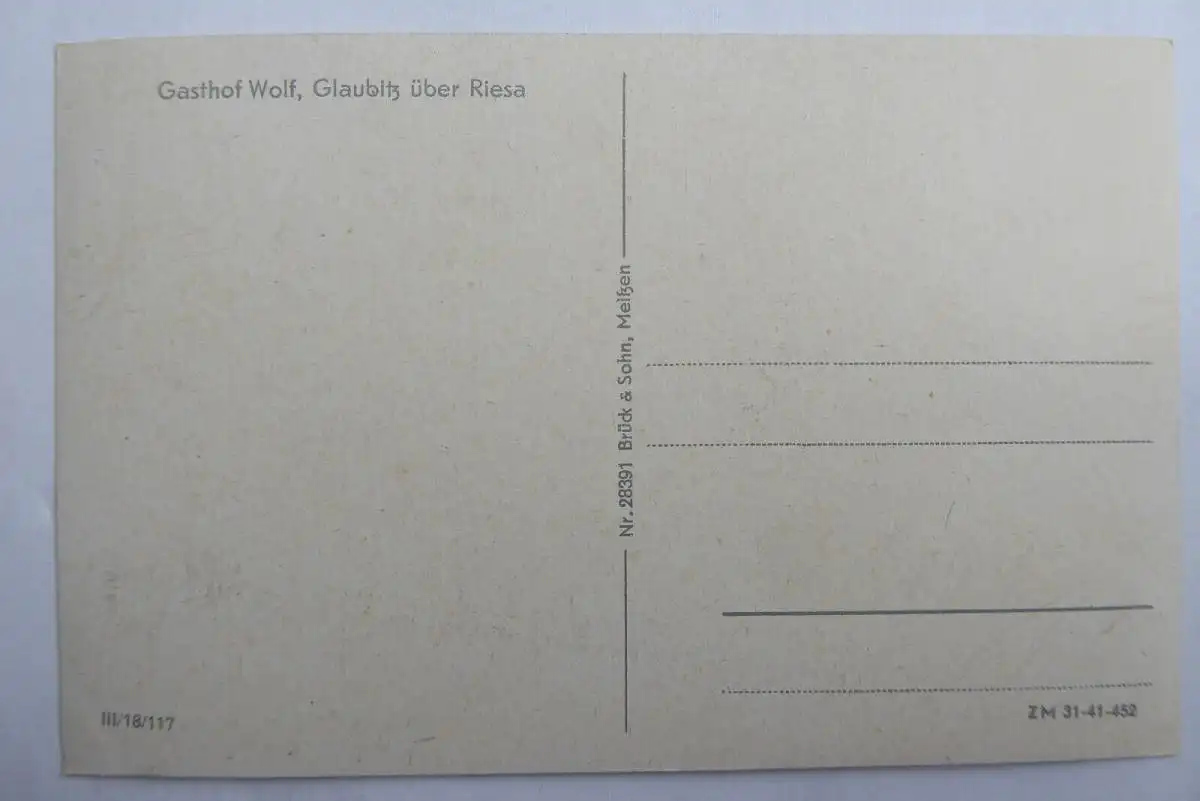 Gasthof Wolf, Glaubitz über Riesa
Nr. 28391 Brück & Sohn, Meißen
III/18/117
ZM 31-41-452